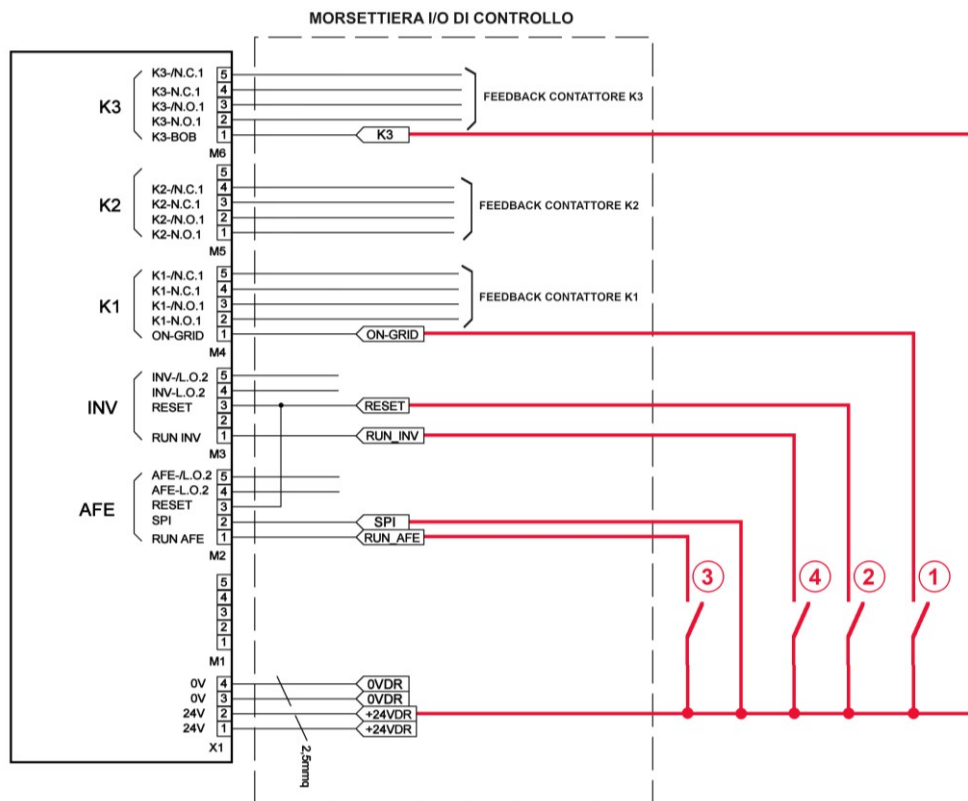 MORSETTIERA I/O DI CONTROLLO
K3
K3-/N.C.1 5
K3-N.C.1 4
K3-/N.O.1 3
K3-N.O.1 2
K3-BOB 1
M6
FEEDBACK CONTATTORE K3
K3
K2
5
K2-/N.C.1 4
K2-N.C.1 3
K2-/N.O.1 2
K2-N.O.1 1
M5
FEEDBACK CONTATTORE K2
K1
K1-/N.C.1 5
K1-N.C.1 4
K1-/N.O.1 3
K1-N.O.1 2
ON-GRID 1
M4
FEEDBACK CONTATTORE K1
ON-GRID
INV
INV-/L.O.2 5
INV-L.O.2 4
RESET 3
2
RUN INV 1
M3
RESET
RUN_INV
AFE
AFE-/L.O.2 5
AFE-L.O.2 4
RESET 3
SPI 2
RUN AFE 1
M2
SPI
RUN_AFE
3
4
2
1
5
4
3
2
1
M1
0V 4
0V 3
24V 2
24V 1
X1
0VDR
0VDR
+24VDR
+24VDR
2,5mmq